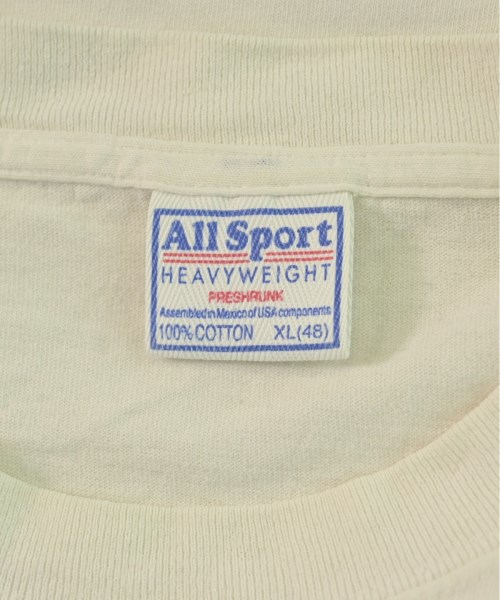 All Sport
HEAVYWEIGHT
PRESHRUNK
Assembled in Mexico of USA components
100% COTTON XL(48)